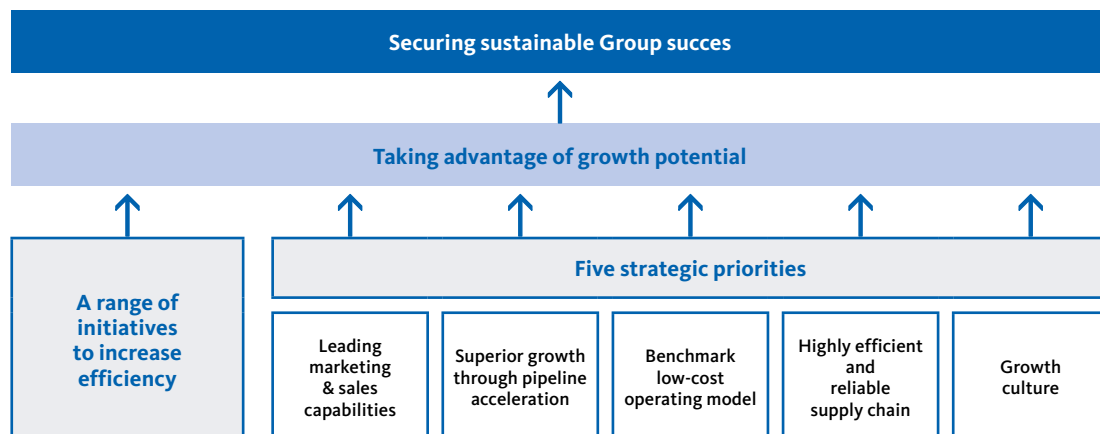 Securing sustainable Group succes
Taking advantage of growth potential
A range of
initiatives
to increase
efficiency
Five strategic priorities
Leading
marketing
& sales
capabilities
Superior growth
through pipeline
acceleration
Benchmark
low-cost
operating model
Highly efficient
and
reliable
supply chain
Growth
culture